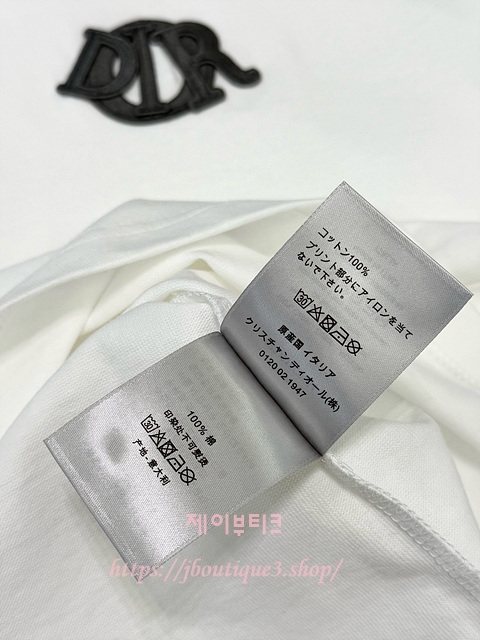 DIOR
コットン100%
プリント部分にアイロンを当て
ないで下さい。
30
原産国 イタリア
クリスチャン ディオール(株)
0120 02 1947
100% 棉
印染处不可熨烫
30
产地-意大利
제이부티크
https://jboutique3.shop/